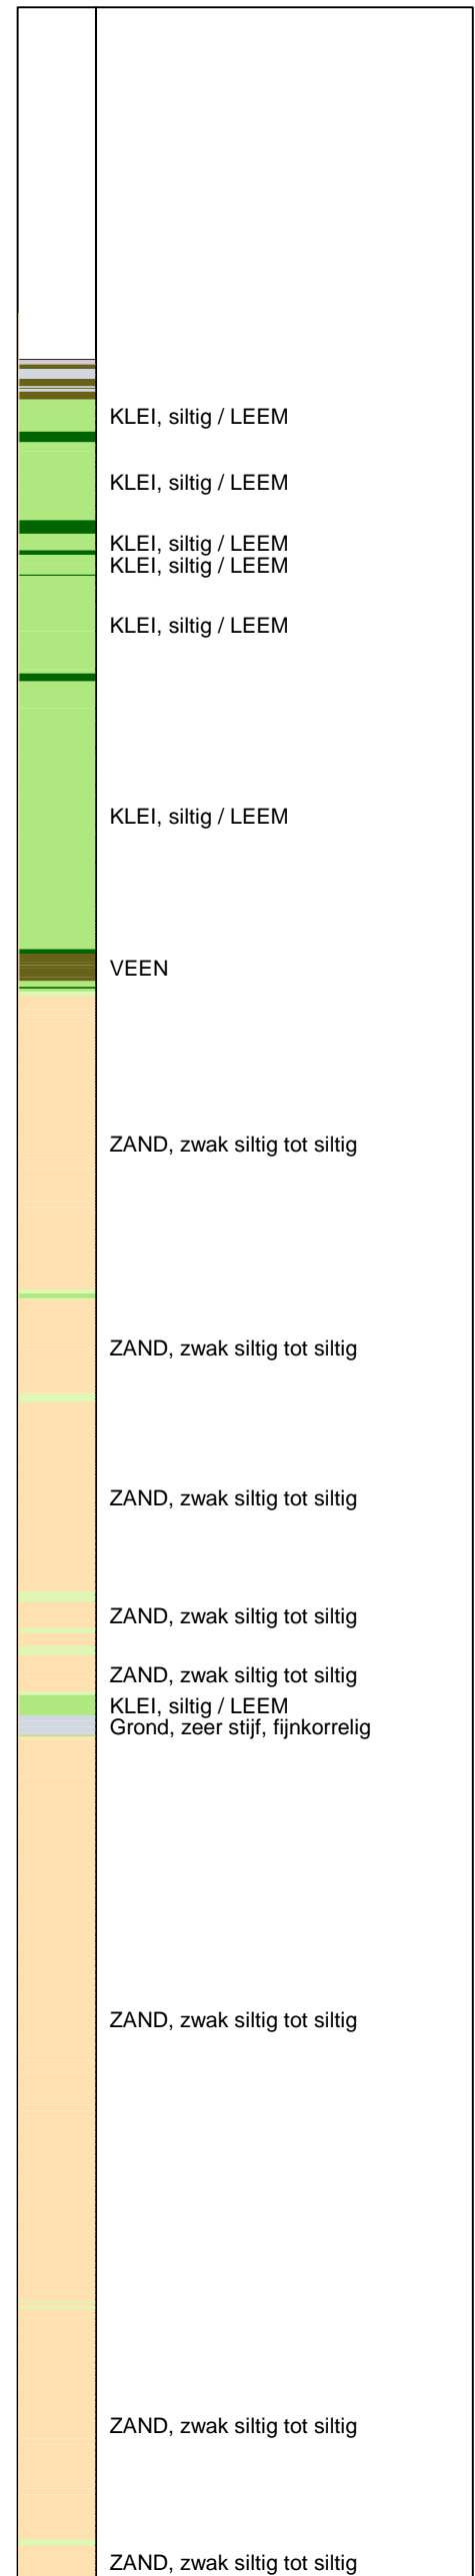 KLEI, siltig / LEEM
KLEI, siltig / LEEM
KLEI, siltig / LEEM
KLEI, siltig / LEEM
KLEI, siltig / LEEM
KLEI, siltig / LEEM
VEEN
ZAND, zwak siltig tot siltig
ZAND, zwak siltig tot siltig
ZAND, zwak siltig tot siltig
ZAND, zwak siltig tot siltig
ZAND, zwak siltig tot siltig
KLEI, siltig / LEEM
Grond, zeer stijf, fijnkorrelig
ZAND, zwak siltig tot siltig
ZAND, zwak siltig tot siltig
ZAND, zwak siltig tot siltig